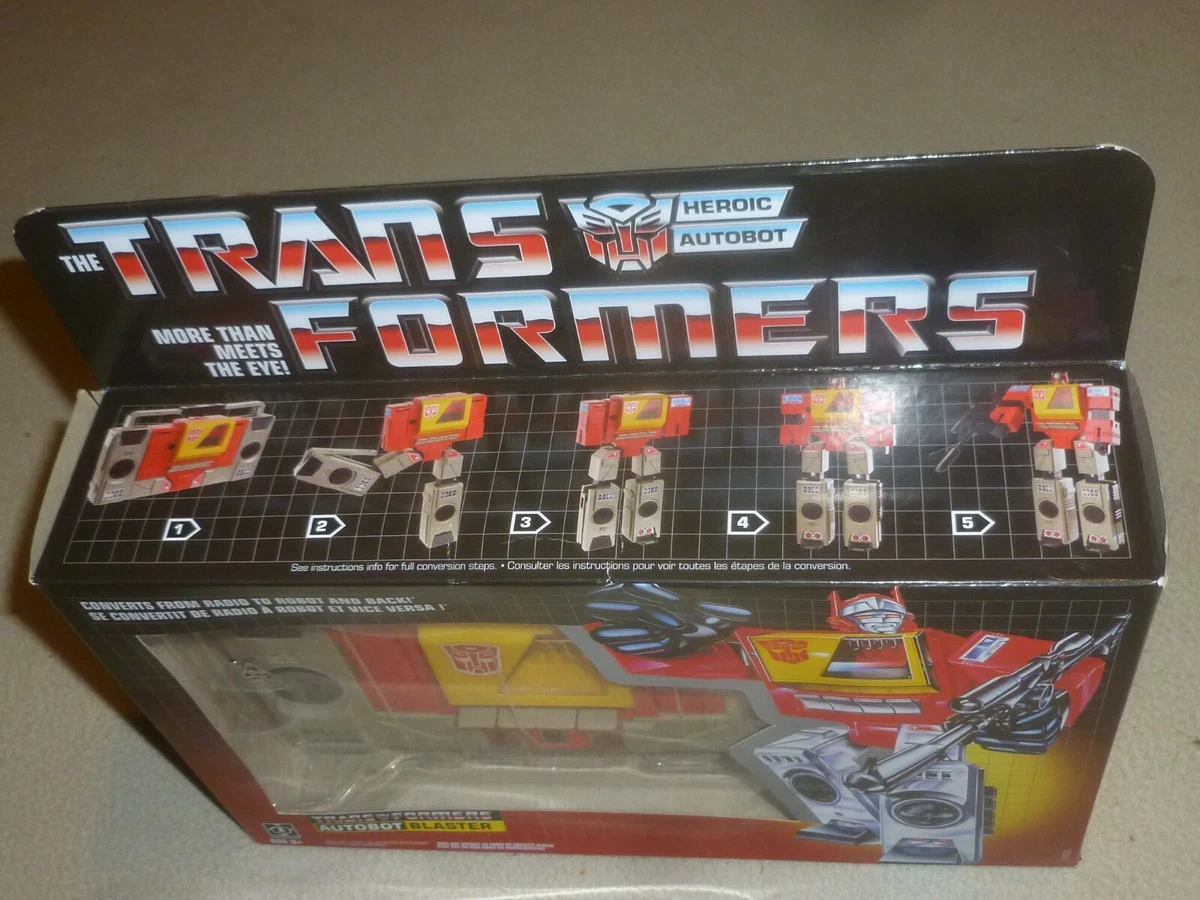 THE TRANS
HEROIC
AUTOBOT
FORMERS
MORE THAN
MEETS
THE EYE!
1
2
3
4
5
See instructions info for full conversion steps. • Consulter les instructions pour voir toutes les étapes de la conversion.
CONVERTS FROM RADIO TO ROBOT AND BACK!
SE CONVERTIT DE RADIO À ROBOT ET VICE VERSA !
TRANSFORMERS
AUTOBOT BLASTER